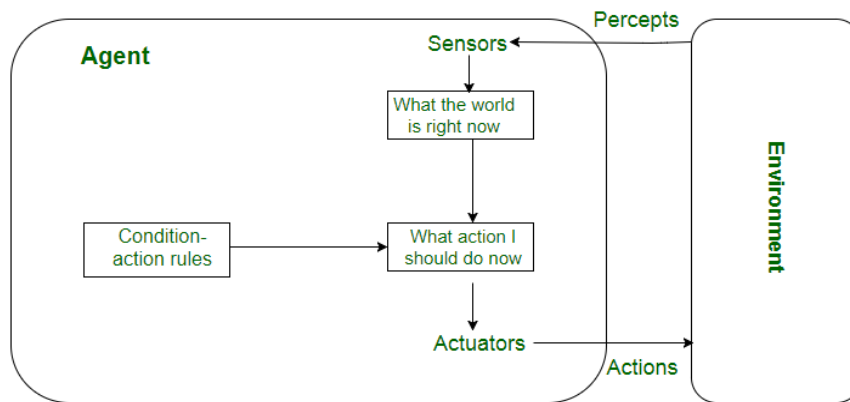 Agent
Sensors
Percepts
What the world
is right now
Condition-
action rules
What action I
should do now
Actuators
Actions
Environment